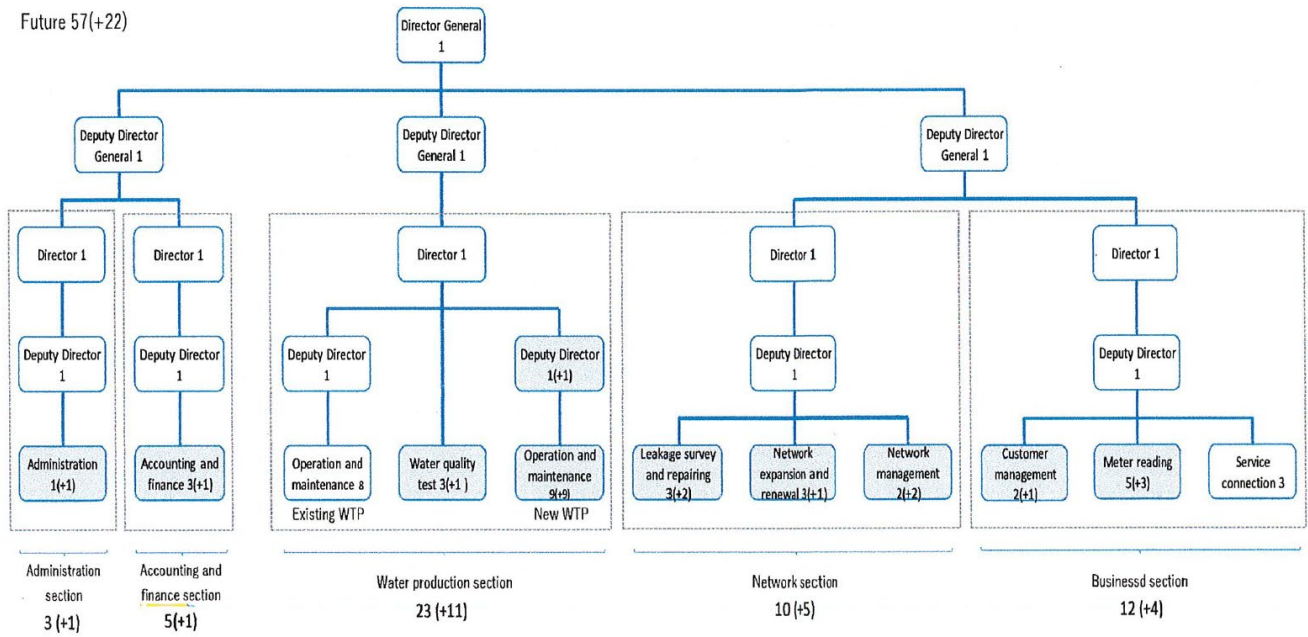 Future 57(+22)
Director General
1
Deputy Director
General 1
Deputy Director
General 1
Deputy Director
General 1
Director 1
Director 1
Director 1
Director 1
Director 1
Deputy Director
1
Deputy Director
1
Deputy Director
1
Deputy Director
1(+1)
Deputy Director
1
Deputy Director
1
Administration
1(+1)
Accounting and
finance 3(+1)
Operation and
maintenance 8
Water quality
test 3(+1 )
Operation and
maintenance
9(+9)
Leakage survey
and repairing
3(+2)
Network
expansion and
renewal 3(+1)
Network
management
2(+2)
Customer
management
2(+1)
Meter reading
5(+3)
Service
connection 3
Existing WTP
New WTP
Administration
section
3 (+1)
Accounting and
finance section
5(+1)
Water production section
23 (+11)
Network section
10 (+5)
Businessd section
12 (+4)